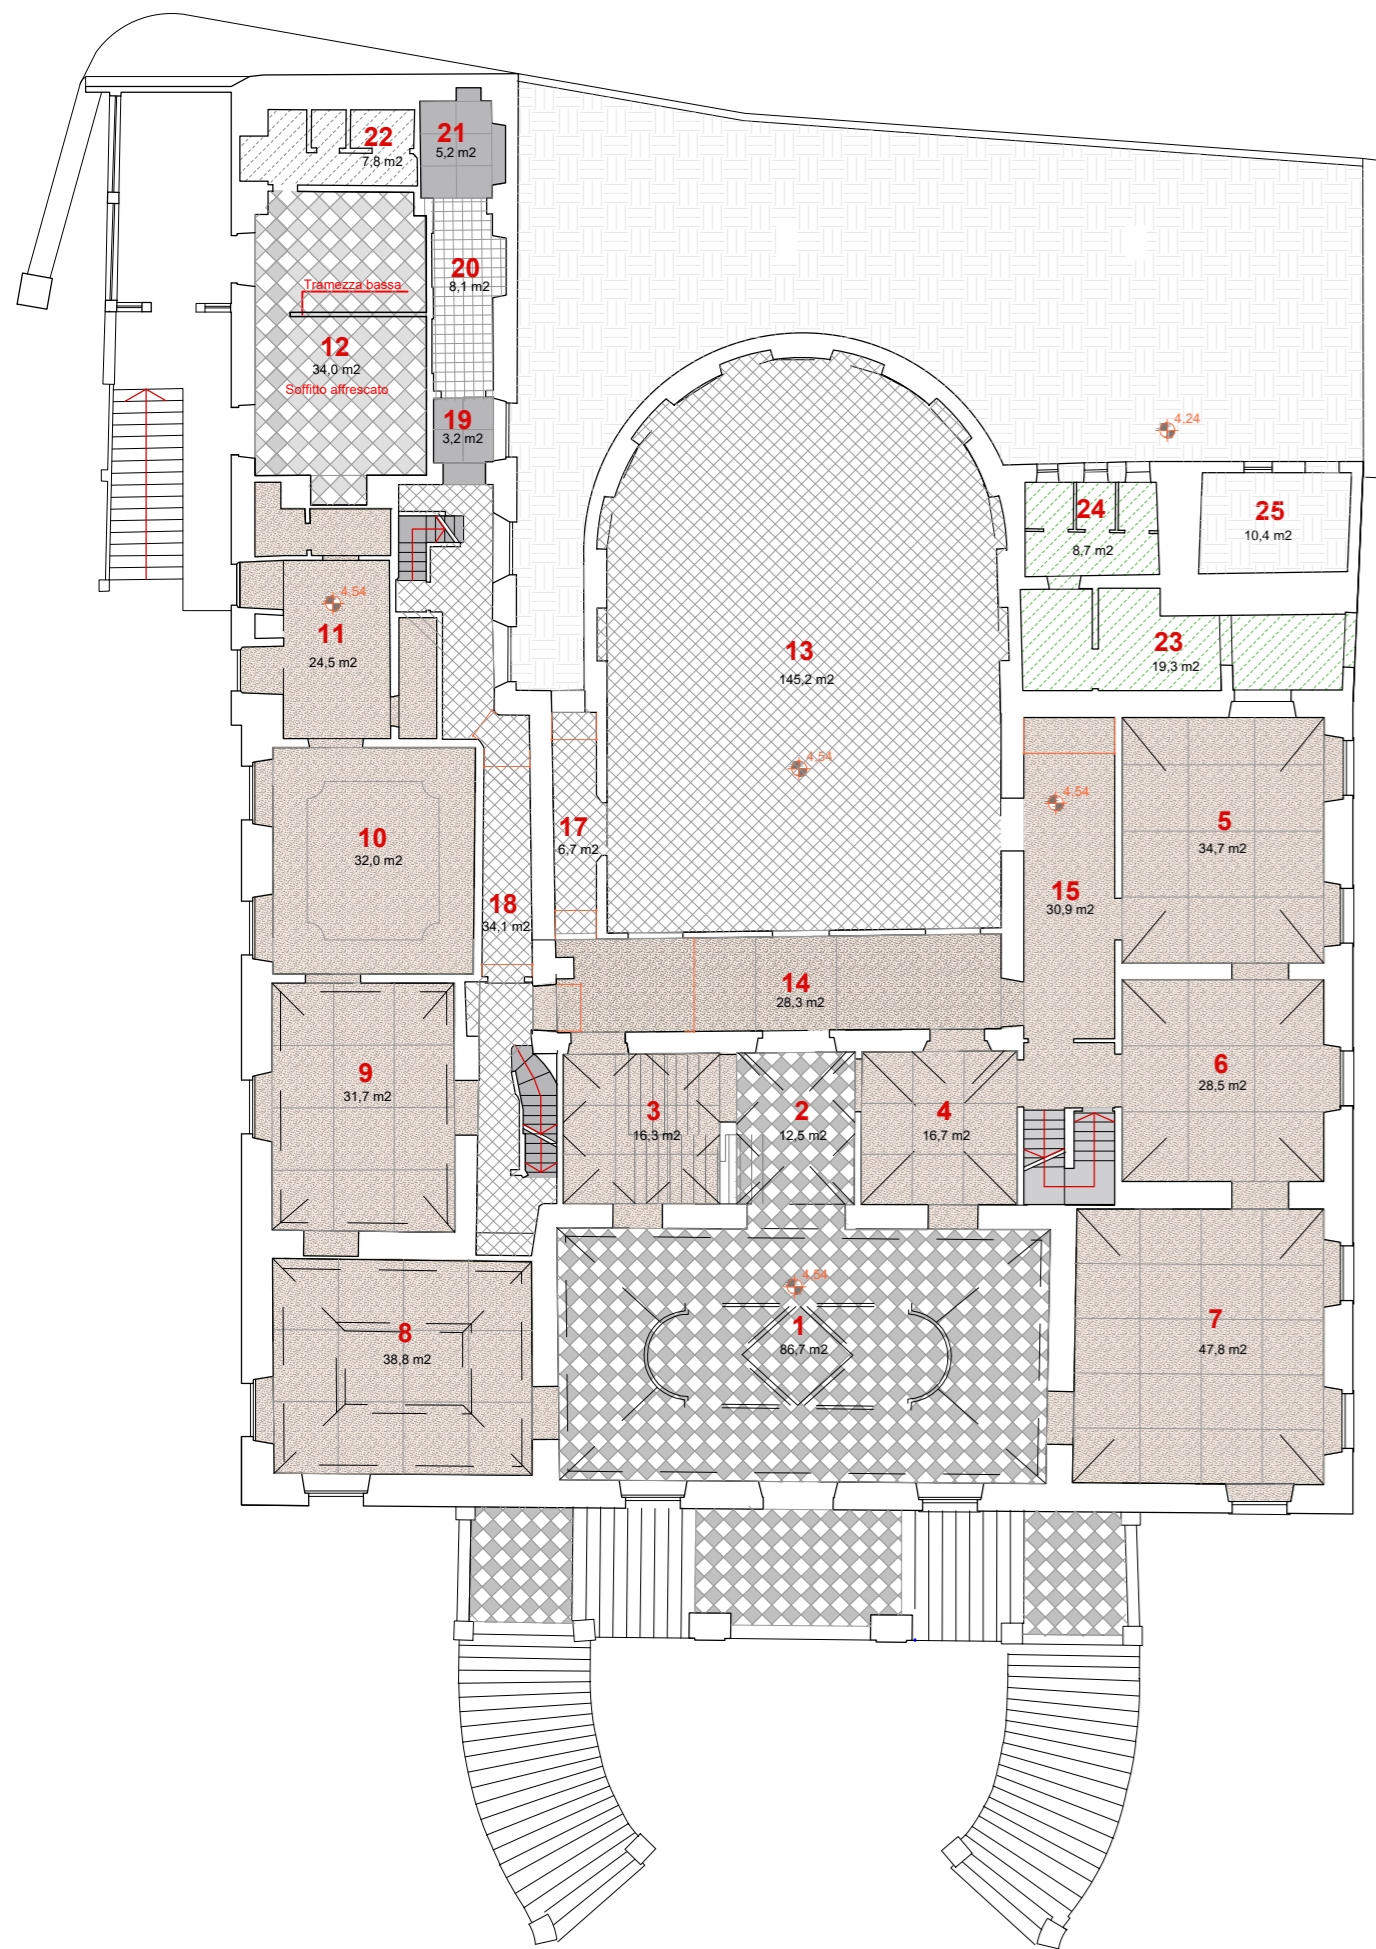 22
7,8 m2
21
5,2 m2
20
8,1 m2
Tramezza bassa
12
34,0 m2
Soffitto affrescato
19
3,2 m2
4,24
24
8,7 m2
25
10,4 m2
4,54
11
24,5 m2
13
145,2 m2
23
19,3 m2
4,54
4,54
10
32,0 m2
17
6,7 m2
5
34,7 m2
15
30,9 m2
18
34,1 m2
14
28,3 m2
9
31,7 m2
3
16,3 m2
2
12,5 m2
4
16,7 m2
6
28,5 m2
4,54
8
38,8 m2
1
86,7 m2
7
47,8 m2